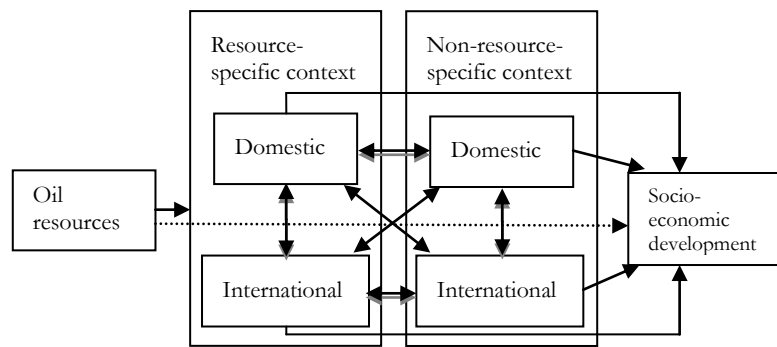 Resource-
specific context
Non-resource-
specific context
Domestic
Domestic
Oil
resources
Socio-
economic
development
International
International